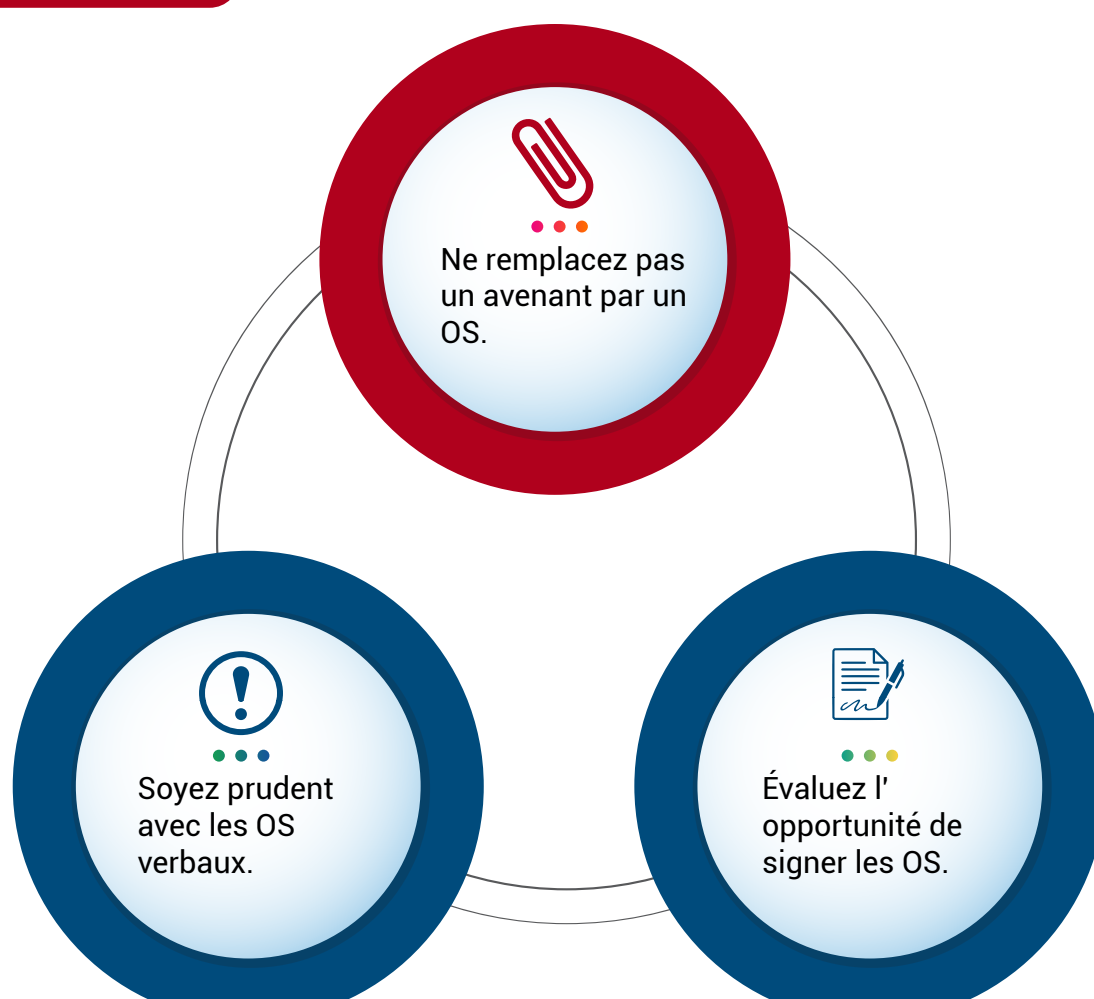 Ne remplacez pas
un avenant par un
OS.
Soyez prudent
avec les OS
verbaux.
Évaluez l'
opportunité de
signer les OS.